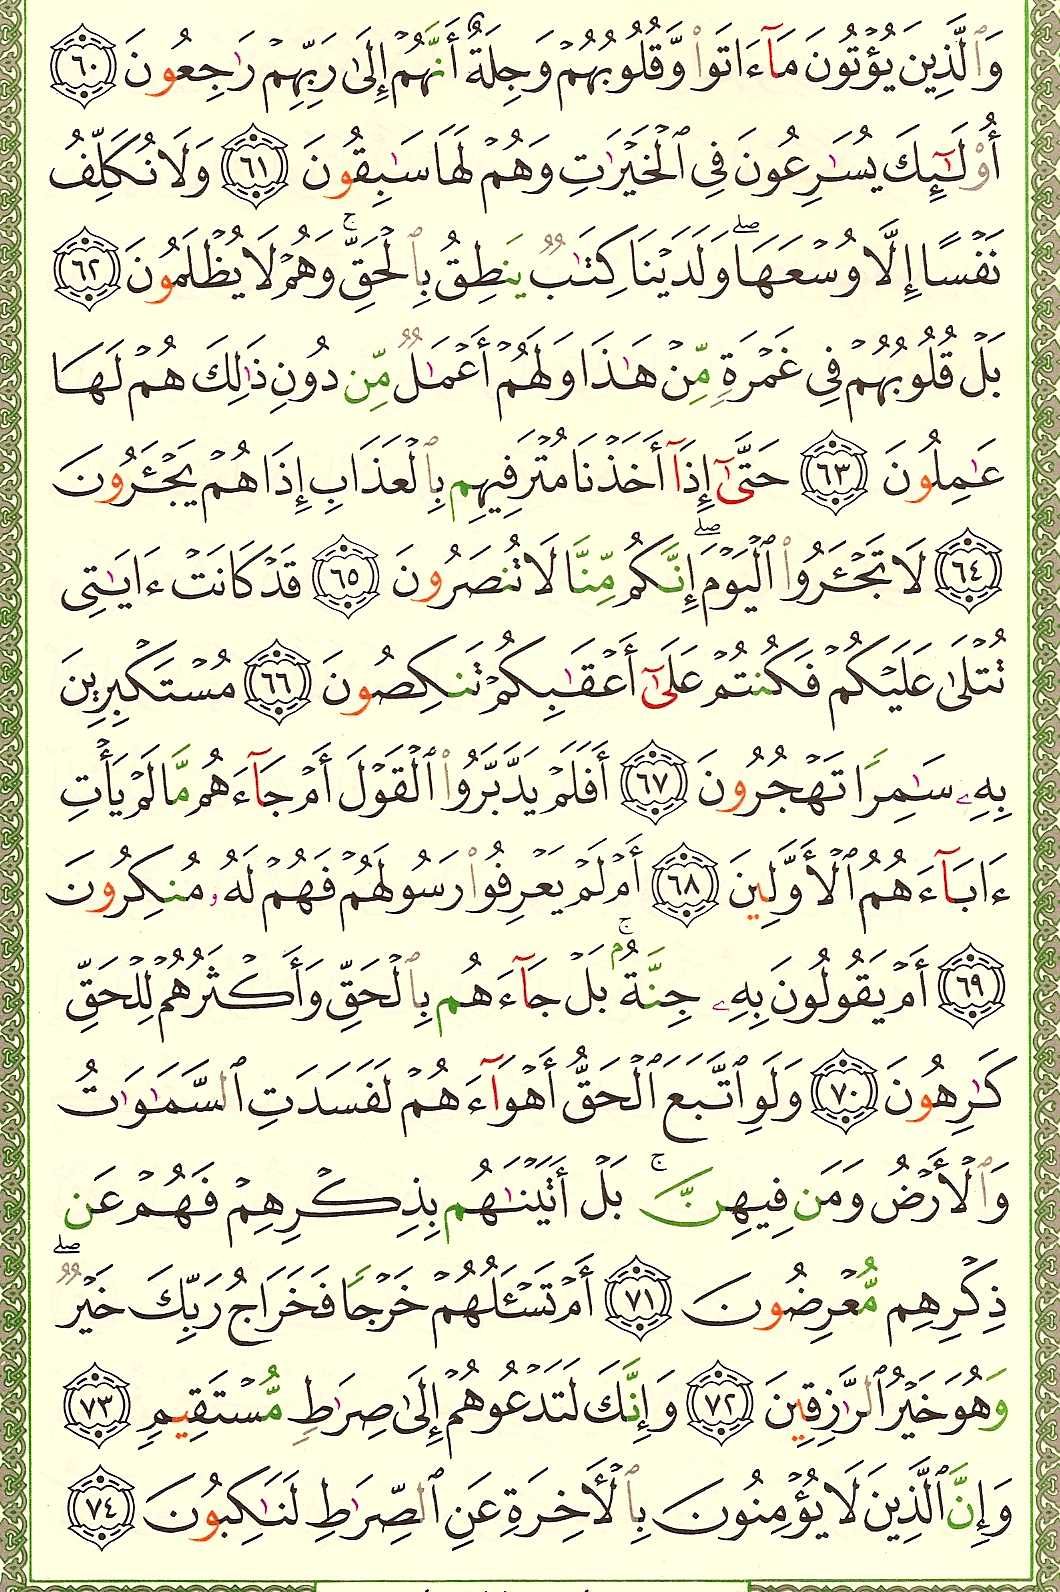 وَٱلَّذِينَ يُؤْتُونَ مَآ ءَاتَوا۟ وَّقُلُوبُهُمْ وَجِلَةٌ أَنَّهُمْ إِلَىٰ رَبِّهِمْ رَٰجِعُونَ ٦٠
أُو۟لَـٰٓئِكَ يُسَـٰرِعُونَ فِى ٱلْخَيْرَٰتِ وَهُمْ لَهَا سَـٰبِقُونَ ٦١ وَلَا نُكَلِّفُ
نَفْسًا إِلَّا وُسْعَهَا ۖ وَلَدَيْنَا كِتَـٰبٌ يَنطِقُ بِٱلْحَقِّ ۚ وَهُمْ لَا يُظْلَمُونَ ٦٢
بَلْ قُلُوبُهُمْ فِى غَمْرَةٍ مِّنْ هَـٰذَا وَلَهُمْ أَعْمَـٰلٌ مِّن دُونِ ذَٰلِكَ هُمْ لَهَا
عَـٰمِلُونَ ٦٣ حَتَّىٰٓ إِذَآ أَخَذْنَا مُتْرَفِيهِم بِٱلْعَذَابِ إِذَا هُمْ يَجْـَٔرُونَ
٦٤ لَا تَجْـَٔرُوا۟ ٱلْيَوْمَ ۖ إِنَّكُم مِّنَّا لَا تُنصَرُونَ ٦٥ قَدْ كَانَتْ ءَايَـٰتِى
تُتْلَىٰ عَلَيْكُمْ فَكُنتُمْ عَلَىٰٓ أَعْقَـٰبِكُمْ تَنكِصُونَ ٦٦ مُسْتَكْبِرِينَ
بِهِۦ سَـٰمِرًا تَهْجُرُونَ ٦٧ أَفَلَمْ يَدَّبَّرُوا۟ ٱلْقَوْلَ أَمْ جَآءَهُم مَّا لَمْ يَأْتِ
ءَابَآءَهُمُ ٱلْأَوَّلِينَ ٦٨ أَمْ لَمْ يَعْرِفُوا۟ رَسُولَهُمْ فَهُمْ لَهُۥ مُنكِرُونَ
٦٩ أَمْ يَقُولُونَ بِهِۦ جِنَّةٌۢ ۚ بَلْ جَآءَهُم بِٱلْحَقِّ وَأَكْثَرُهُمْ لِلْحَقِّ
كَـٰرِهُونَ ٧٠ وَلَوِ ٱتَّبَعَ ٱلْحَقُّ أَهْوَآءَهُمْ لَفَسَدَتِ ٱلسَّمَـٰوَٰتُ
وَٱلْأَرْضُ وَمَن فِيهِنَّ ۚ بَلْ أَتَيْنَـٰهُم بِذِكْرِهِمْ فَهُمْ عَن
ذِكْرِهِم مُّعْرِضُونَ ٧١ أَمْ تَسْـَٔلُهُمْ خَرْجًا فَخَرَاجُ رَبِّكَ خَيْرٌ ۖ
وَهُوَ خَيْرُ ٱلرَّٰزِقِينَ ٧٢ وَإِنَّكَ لَتَدْعُوهُمْ إِلَىٰ صِرَٰطٍ مُّسْتَقِيمٍ ٧٣
وَإِنَّ ٱلَّذِينَ لَا يُؤْمِنُونَ بِٱلْـَٔاخِرَةِ عَنِ ٱلصِّرَٰطِ لَنَـٰكِبُونَ ٧٤